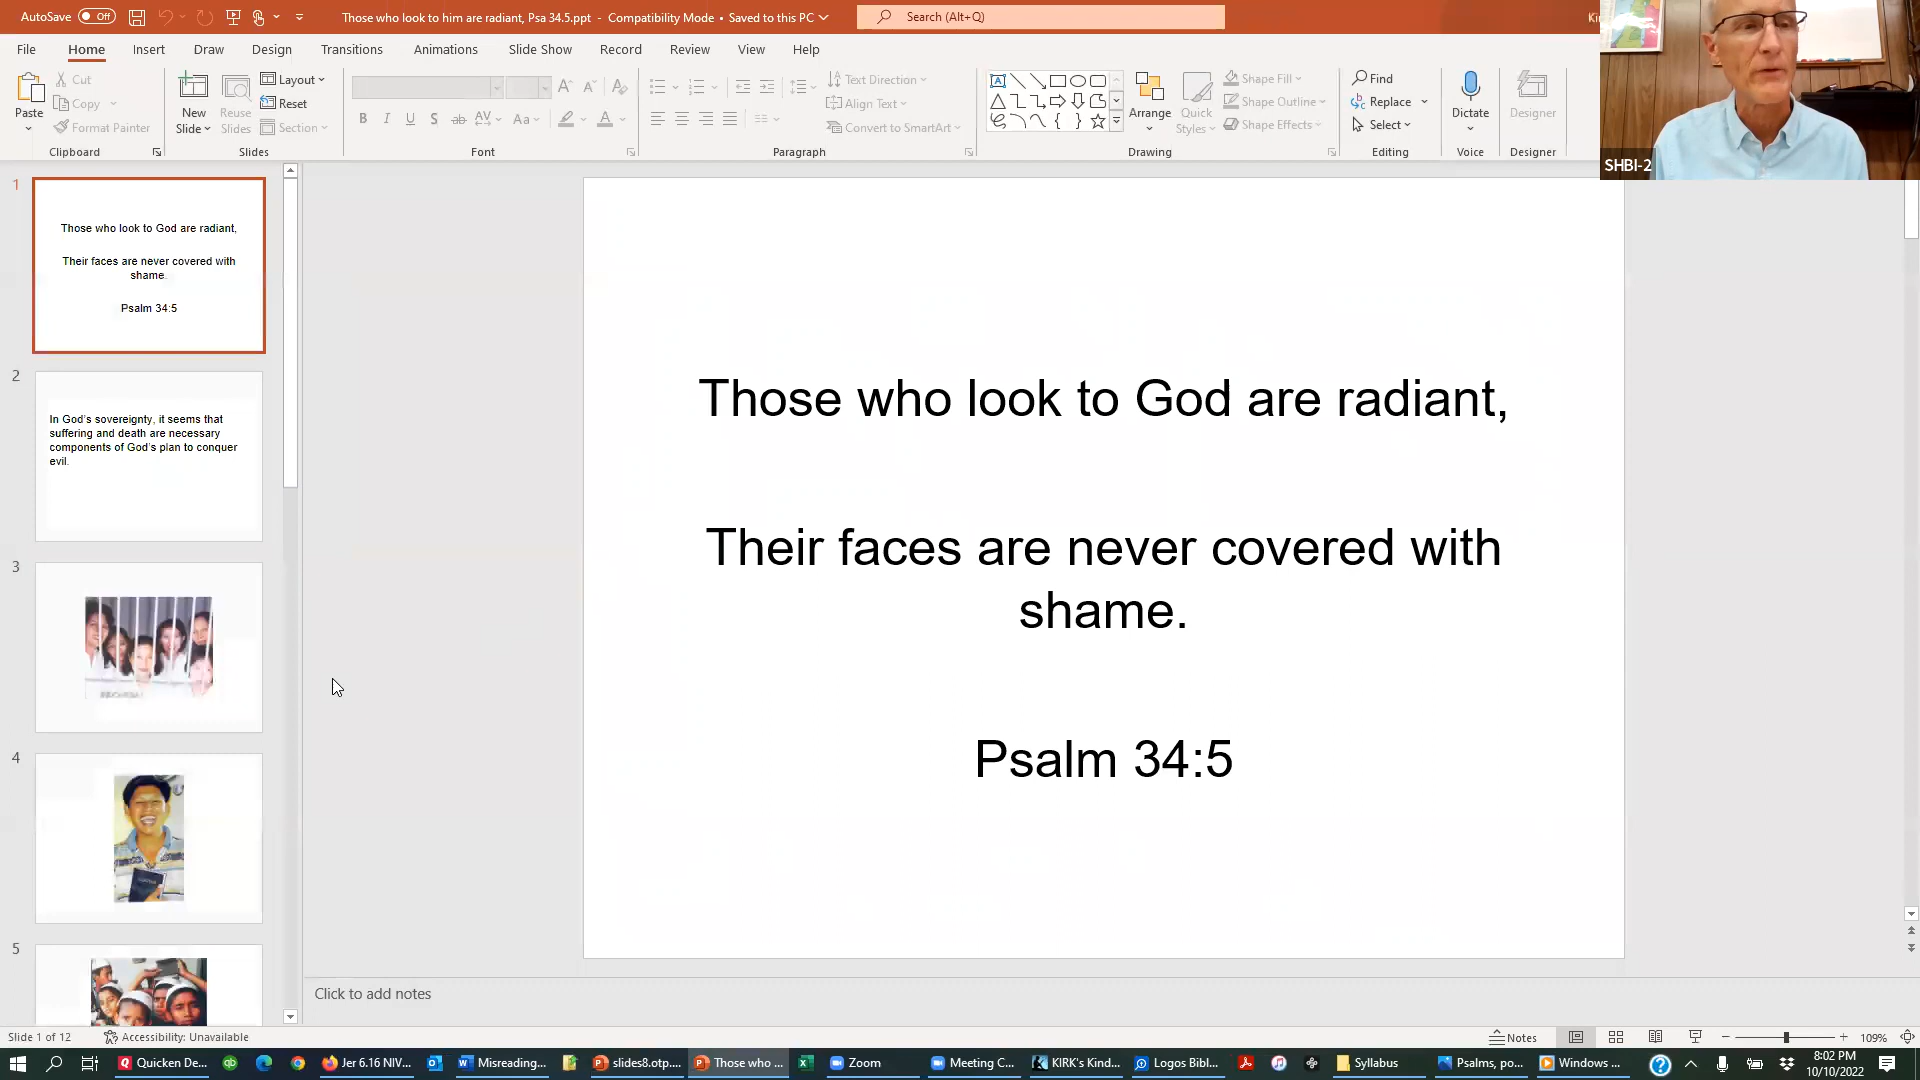 AutoSave Off Those who look to him are radiant, Psa 34.5.ppt - Compatibility Mode • Saved to this PC Search (Alt+Q)
File Home Insert Draw Design Transitions Animations Slide Show Record Review View Help
Paste Cut Copy Format Painter
Clipboard
New Slide Reuse Slides Layout Reset Section
Slides
B I U S ab AV Aa A
Font
Text Direction
Align Text
Convert to SmartArt
Paragraph
Arrange Quick Styles Shape Fill Shape Outline Shape Effects
Drawing
Find
Replace
Select
Editing
Dictate
Voice
Designer
Designer
SHBI-2
1
Those who look to God are radiant,
Their faces are never covered with
shame.
Psalm 34:5
2
In God's sovereignty, it seems that
suffering and death are necessary
components of God's plan to conquer
evil.
3
4
5
Those who look to God are radiant,
Their faces are never covered with
shame.
Psalm 34:5
Click to add notes
Slide 1 of 12 Accessibility: Unavailable Notes 109%
Quicken De... Jer 6.16 NIV... Misreading... slides8.otp.... Those who ... Zoom Meeting C... KIRK's Kind... Logos Bibl... Syllabus Psalms, po... Windows ... 8:02 PM
10/10/2022